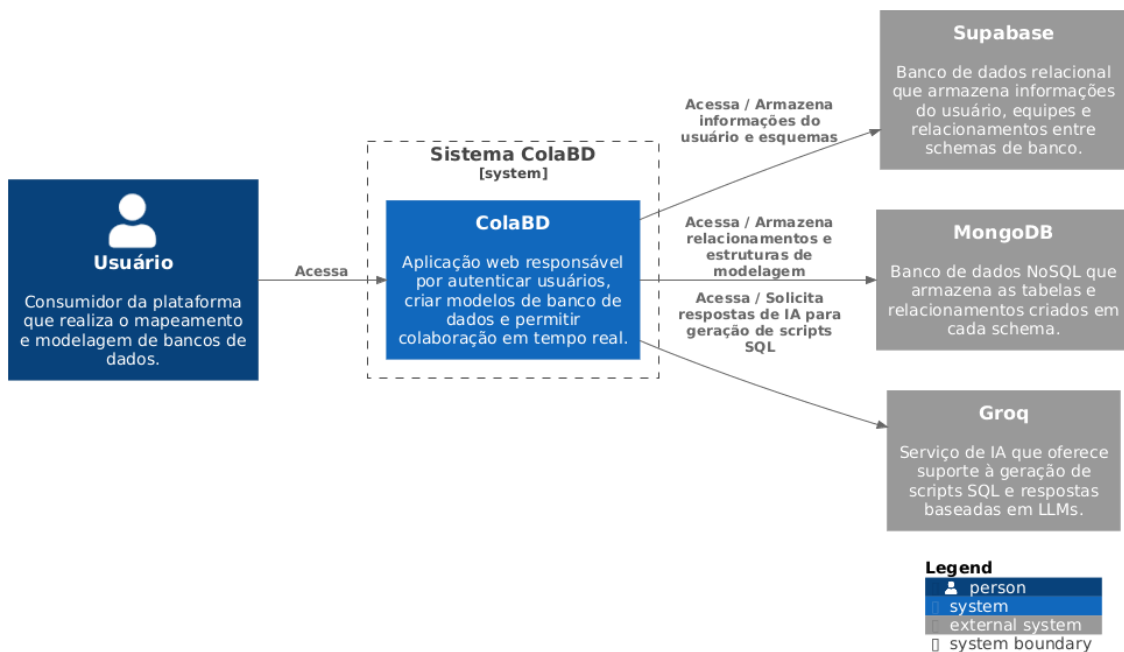 Usuário
Consumidor da plataforma
que realiza o mapeamento
e modelagem de bancos de
dados.
Acessa
Sistema ColaBD
[system]
ColaBD
Aplicação web responsável
por autenticar usuários,
criar modelos de banco de
dados e permitir
colaboração em tempo real.
Acessa / Armazena
informações do
usuário e esquemas
Acessa / Armazena
relacionamentos e
estruturas de
modelagem
Acessa / Solicita
respostas de IA para
geração de scripts
SQL
Supabase
Banco de dados relacional
que armazena informações
do usuário, equipes e
relacionamentos entre
schemas de banco.
MongoDB
Banco de dados NoSQL que
armazena as tabelas e
relacionamentos criados em
cada schema.
Groq
Serviço de IA que oferece
suporte à geração de
scripts SQL e respostas
baseadas em LLMs.
Legend
person
system
external system
system boundary